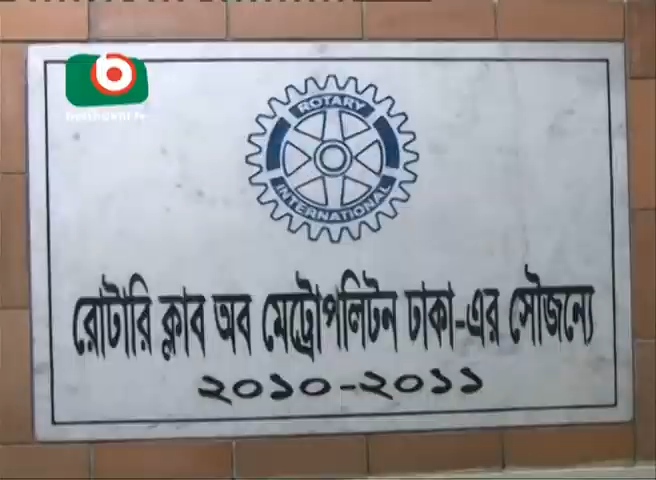 ROTARY
INTERNATIONAL
রোটারি ক্লাব অব মেট্রোপলিটন ঢাকা-এর সৌজন্যে
২০১০-২০১১